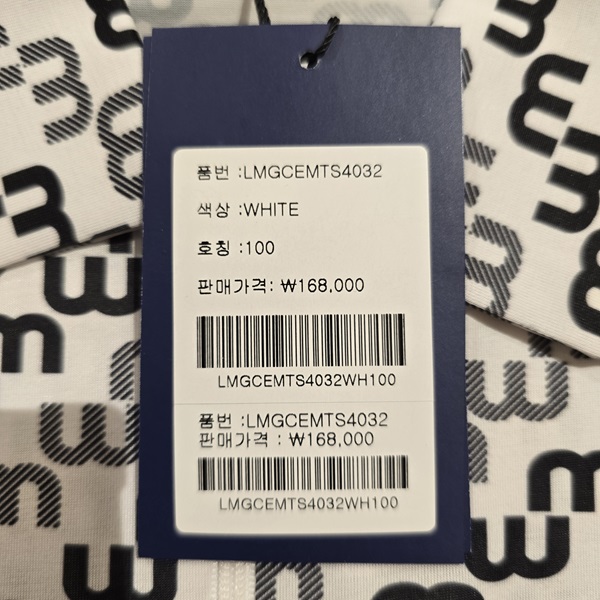 품번 :LMGCEMTS4032
색상 :WHITE
호칭 :100
판매가격: ₩168,000
LMGCEMTS4032WH100
품번 :LMGCEMTS4032
판매가격 : ₩168,000
LMGCEMTS4032WH100